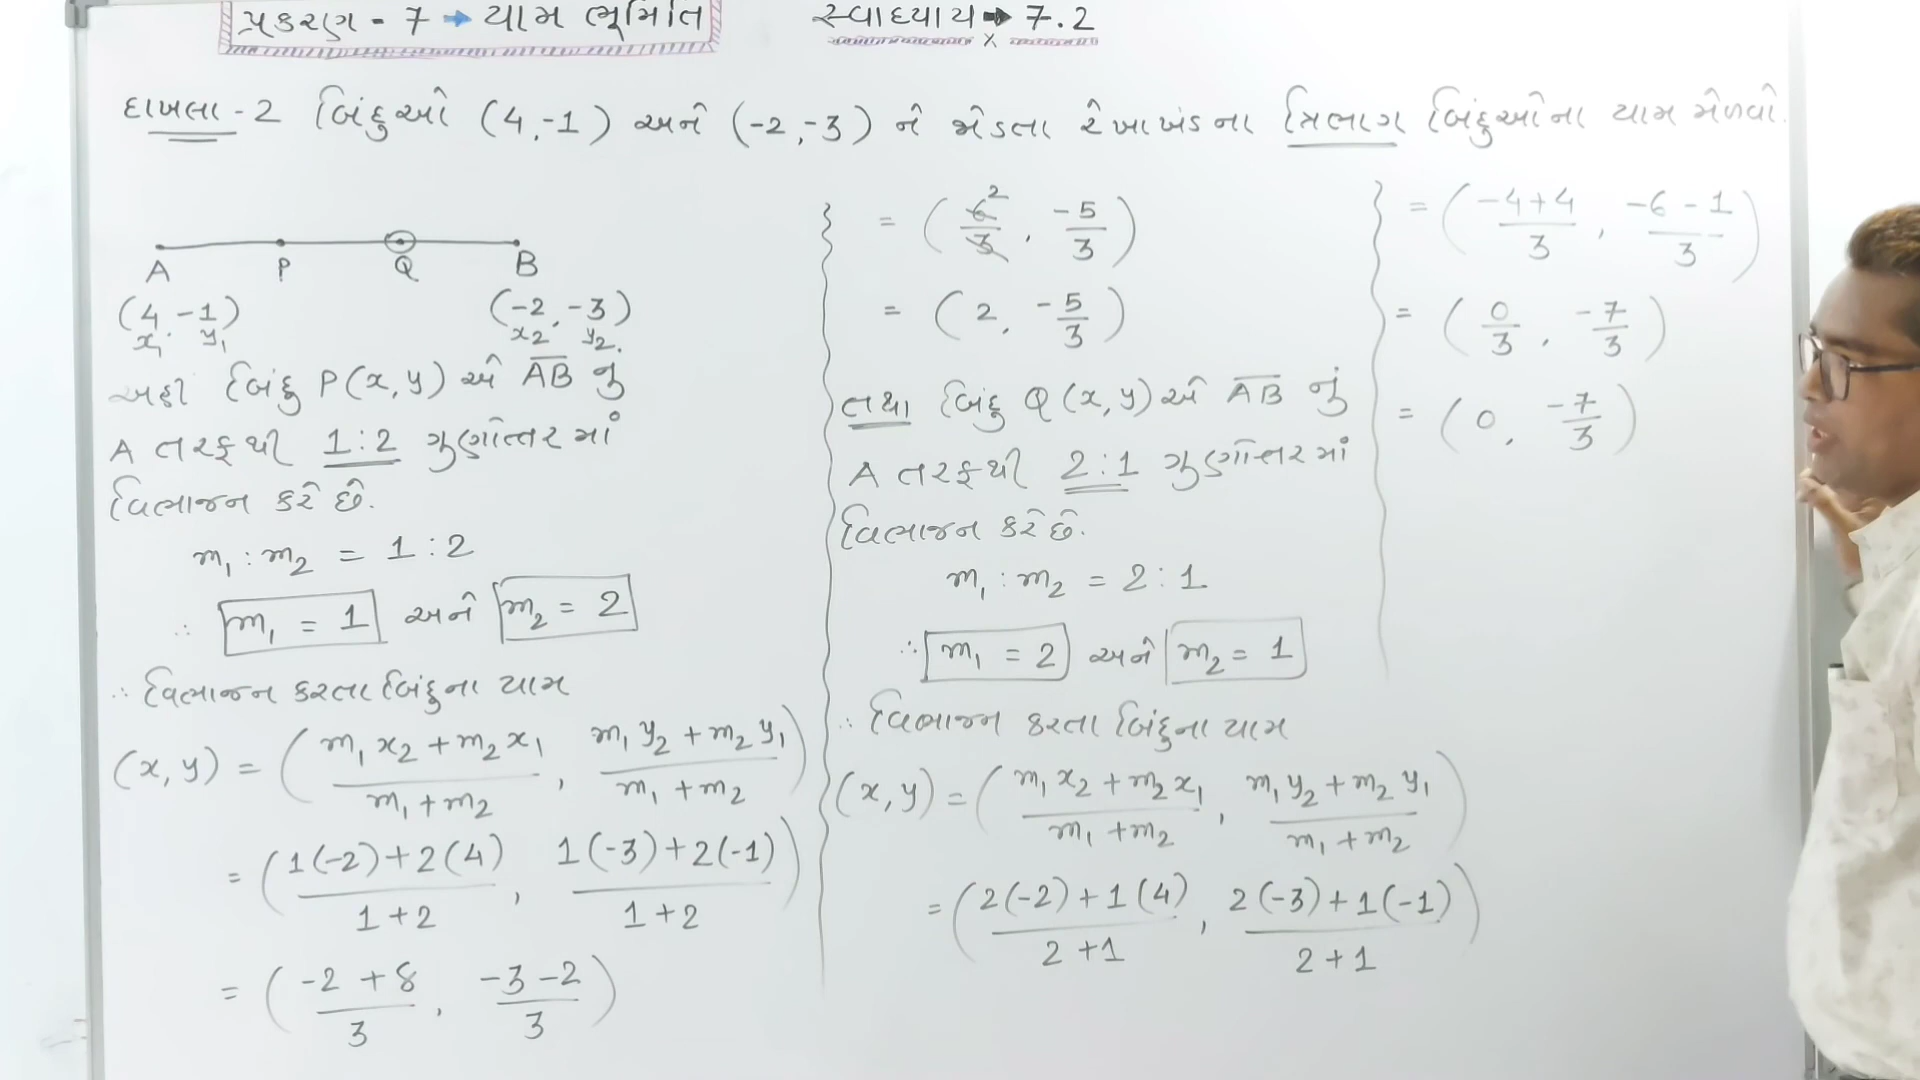 પ્રકરણ - 7 → યામ ભૂમિતિ
સ્વાધ્યાય → 7.2
દાખલા - 2 બિંદુઓ (4,-1) અને (-2,-3) ને જોડતા રેખાખંડના ત્રિભાગ બિંદુઓના યામ મેળવો.
A P Q B
(4,-1) (-2,-3)
x₁ y₁ x₂ y₂
અહીં બિંદુ P(x,y) એ A̅B̅ નું
A તરફથી 1:2 ગુણોત્તરમાં
વિભાજન કરે છે.
m₁ : m₂ = 1 : 2
∴ m₁ = 1 અને m₂ = 2
∴ વિભાજન કરતા બિંદુના યામ
(x,y) = ( (m₁x₂ + m₂x₁)/(m₁ + m₂) , (m₁y₂ + m₂y₁)/(m₁ + m₂) )
= ( (1(-2)+2(4))/(1+2) , (1(-3)+2(-1))/(1+2) )
= ( (-2+8)/3 , (-3-2)/3 )
= ( 6²/3 , -5/3 )
= ( 2, -5/3 )
તથા બિંદુ Q(x,y) એ A̅B̅ નું
A તરફથી 2:1 ગુણોત્તરમાં
વિભાજન કરે છે.
m₁ : m₂ = 2 : 1
∴ m₁ = 2 અને m₂ = 1
∴ વિભાજન કરતા બિંદુના યામ
(x,y) = ( (m₁x₂ + m₂x₁)/(m₁ + m₂) , (m₁y₂ + m₂y₁)/(m₁ + m₂) )
= ( (2(-2)+1(4))/(2+1) , (2(-3)+1(-1))/(2+1) )
= ( (-4+4)/3 , (-6-1)/3 )
= ( 0/3 , -7/3 )
= ( 0, -7/3 )